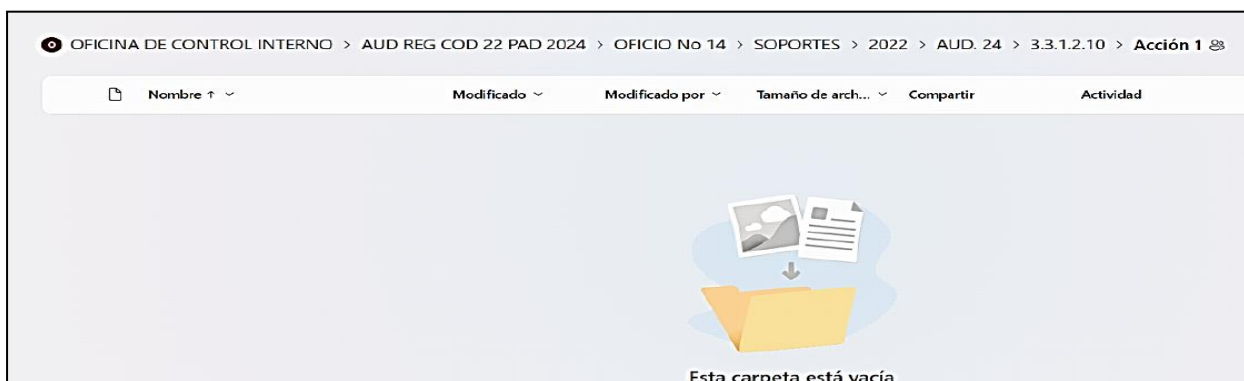 OFICINA DE CONTROL INTERNO > AUD REG COD 22 PAD 2024 > OFICIO No 14 > SOPORTES > 2022 > AUD. 24 > 3.3.1.2.10 > Acción 1
Nombre ↑ Modificado Modificado por Tamaño de arch... Compartir Actividad
Esta carpeta está vacía